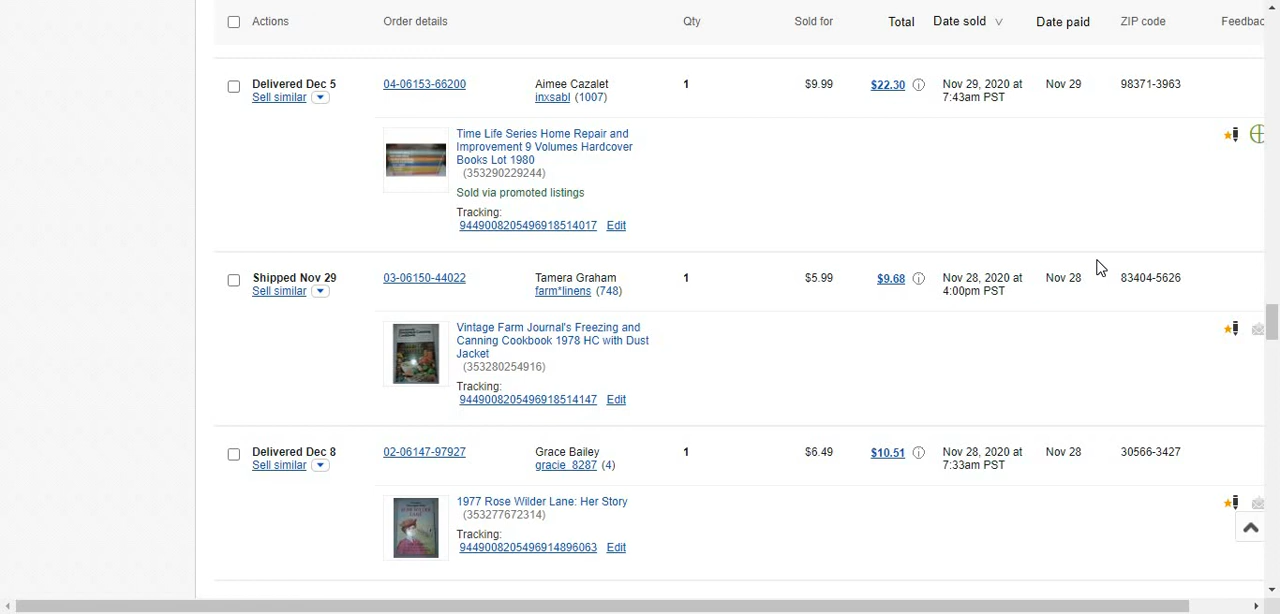 Actions Order details Qty Sold for Total Date sold Date paid ZIP code Feedbac
Delivered Dec 5 04-06153-66200 Aimee Cazalet 1 $9.99 $22.30 Nov 29, 2020 at Nov 29 98371-3963
Sell similar inxsabl (1007) 7:43am PST
Time Life Series Home Repair and
Improvement 9 Volumes Hardcover
Books Lot 1980
(353290229244)
Sold via promoted listings
Tracking:
9449008205496918514017 Edit
Shipped Nov 29 03-06150-44022 Tamera Graham 1 $5.99 $9.68 Nov 28, 2020 at Nov 28 83404-5626
Sell similar farm*linens (748) 4:00pm PST
Vintage Farm Journal's Freezing and
Canning Cookbook 1978 HC with Dust
Jacket
(353280254916)
Tracking:
9449008205496918514147 Edit
Delivered Dec 8 02-06147-97927 Grace Bailey 1 $6.49 $10.51 Nov 28, 2020 at Nov 28 30566-3427
Sell similar gracie_8287 (4) 7:33am PST
1977 Rose Wilder Lane: Her Story
(353277672314)
Tracking:
9449008205496914896063 Edit